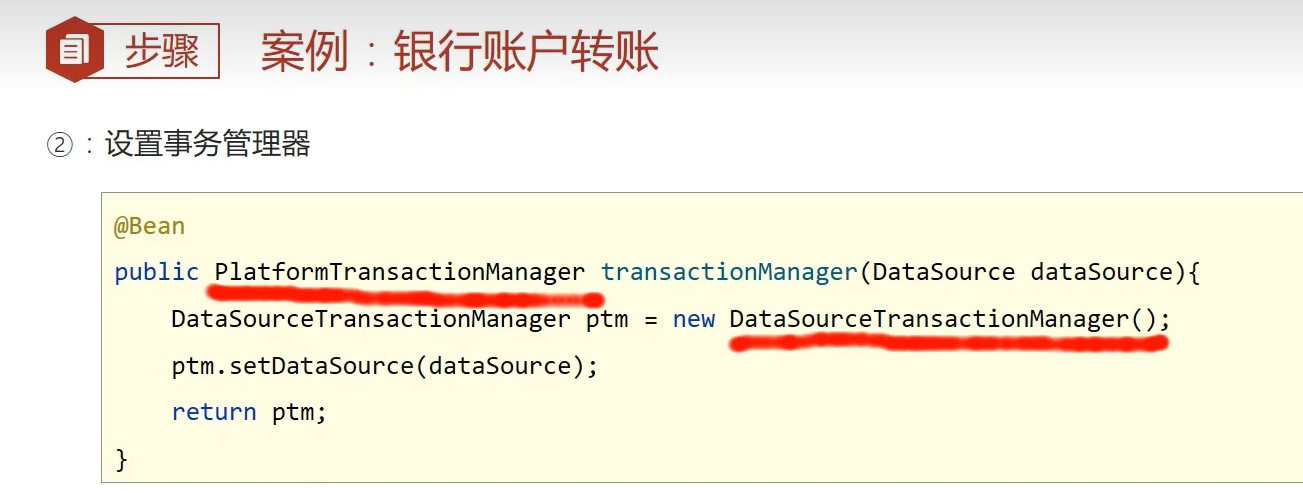 步骤 案例：银行账户转账
②：设置事务管理器
@Bean
public PlatformTransactionManager transactionManager(DataSource dataSource){
DataSourceTransactionManager ptm = new DataSourceTransactionManager();
ptm.setDataSource(dataSource);
return ptm;
}